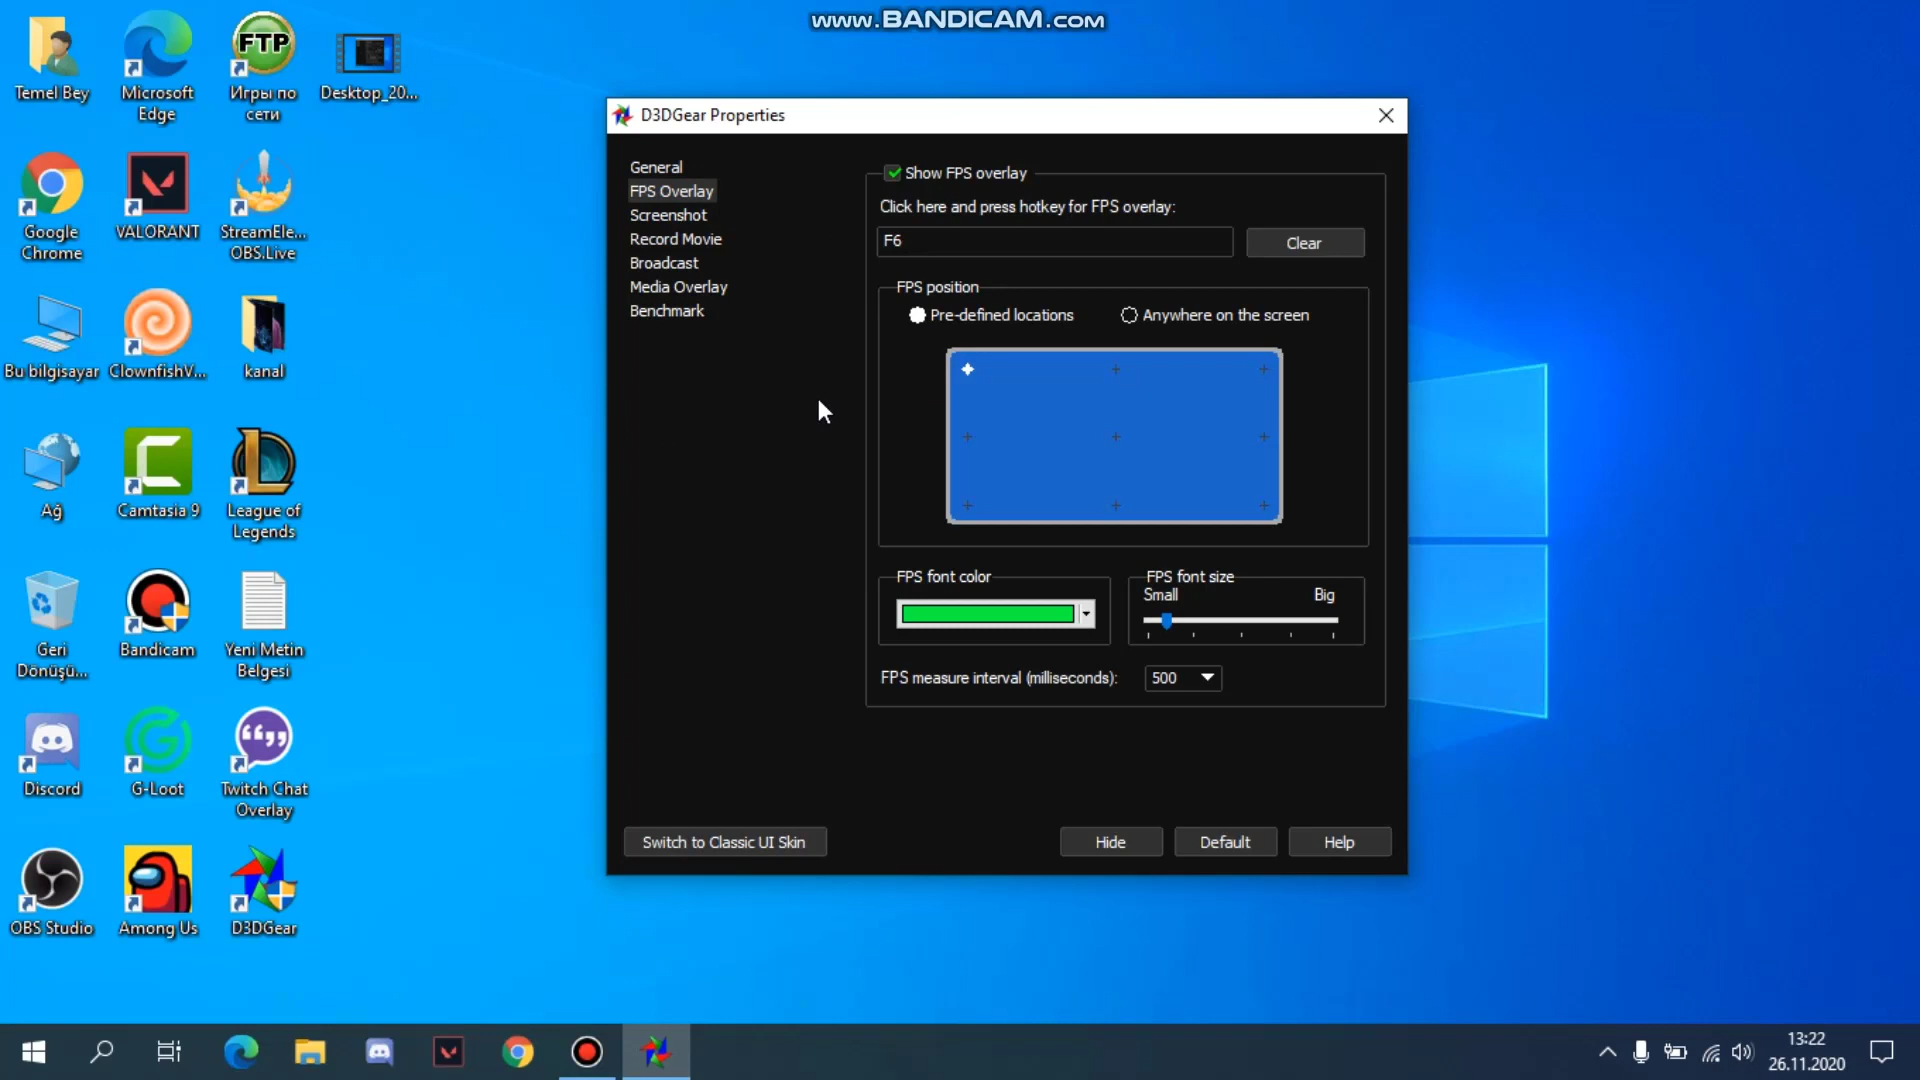 www.BANDICAM.com
Temel Bey
Microsoft
Edge
FTP
Игры по
сети
Desktop_20...
Google
Chrome
VALORANT
StreamEle...
OBS.Live
Bu bilgisayar
ClownfishV...
kanal
Ağ
Camtasia 9
League of
Legends
Geri
Dönüşü...
Bandicam
Yeni Metin
Belgesi
Discord
G-Loot
Twitch Chat
Overlay
OBS Studio
Among Us
D3DGear
D3DGear Properties
General
FPS Overlay
Screenshot
Record Movie
Broadcast
Media Overlay
Benchmark
Show FPS overlay
Click here and press hotkey for FPS overlay:
F6
Clear
FPS position
Pre-defined locations
Anywhere on the screen
FPS font color
FPS font size
Small
Big
FPS measure interval (milliseconds):
500
Switch to Classic UI Skin
Hide
Default
Help
13:22
26.11.2020